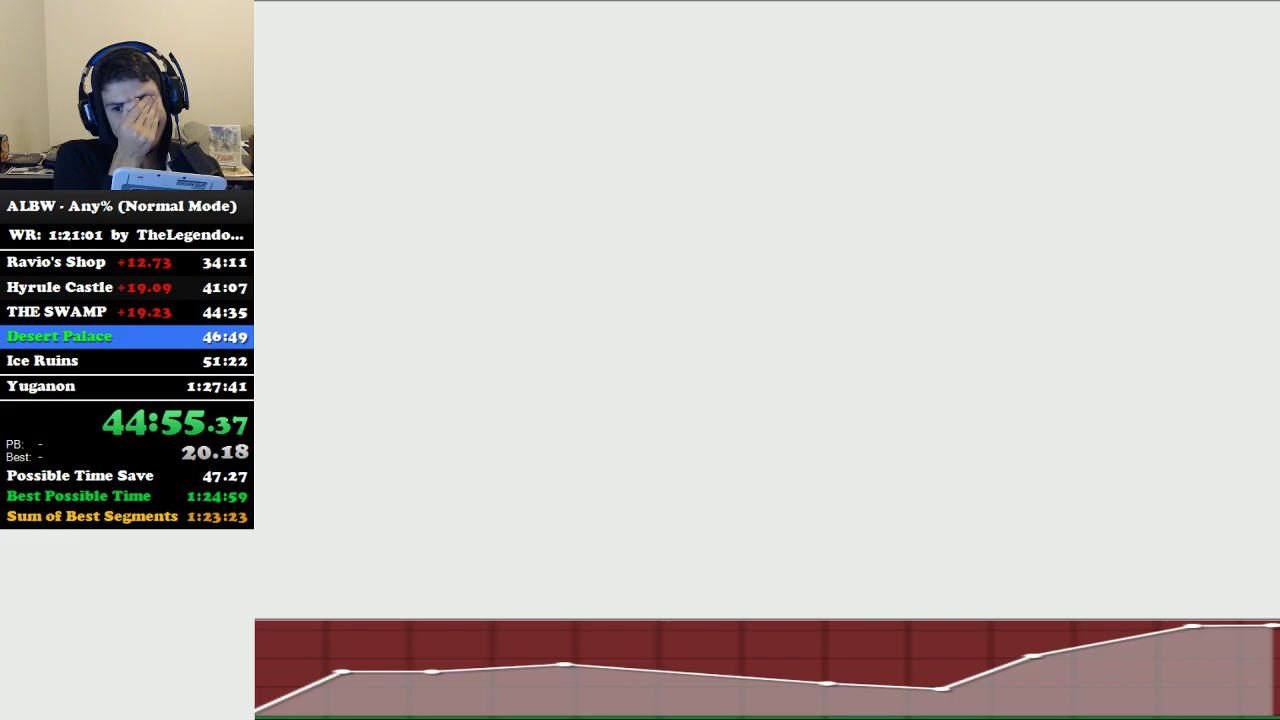 ALBW - Any% (Normal Mode)
WR: 1:21:01 by TheLegendo...
Ravio's Shop +12.73 34:11
Hyrule Castle +19.09 41:07
THE SWAMP +19.23 44:35
Desert Palace 46:49
Ice Ruins 51:22
Yuganon 1:27:41
44:55.37
PB: -
Best: - 20.18
Possible Time Save 47.27
Best Possible Time 1:24:59
Sum of Best Segments 1:23:23